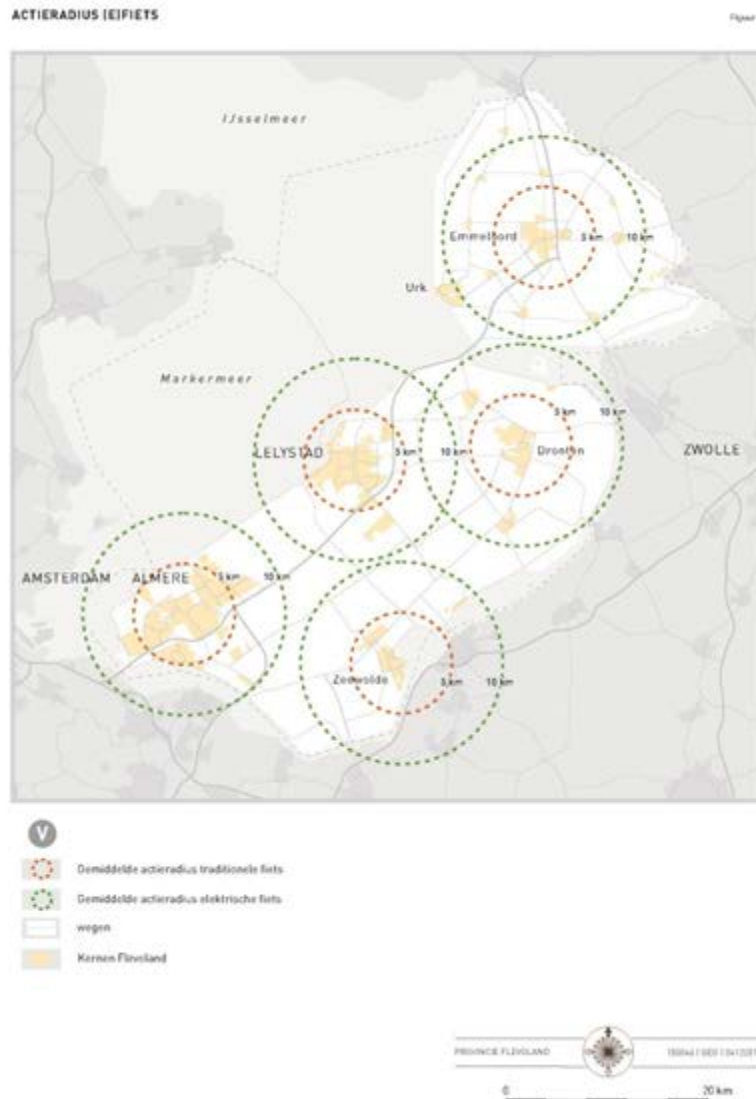 ACTIERADIUS (E)FIETS
Figuur
IJsselmeer
Emmeloord
5 km
10 km
Urk
Markermeer
5 km
10 km
LELYSTAD
5 km
10 km
Dronten
ZWOLLE
AMSTERDAM
ALMERE
5 km
10 km
Zeewolde
5 km
10 km
V
Gemiddelde actieradius traditionele fiets
Gemiddelde actieradius elektrische fiets
wegen
Kernen Flevoland
PROVINCIE FLEVOLAND
0
20 km